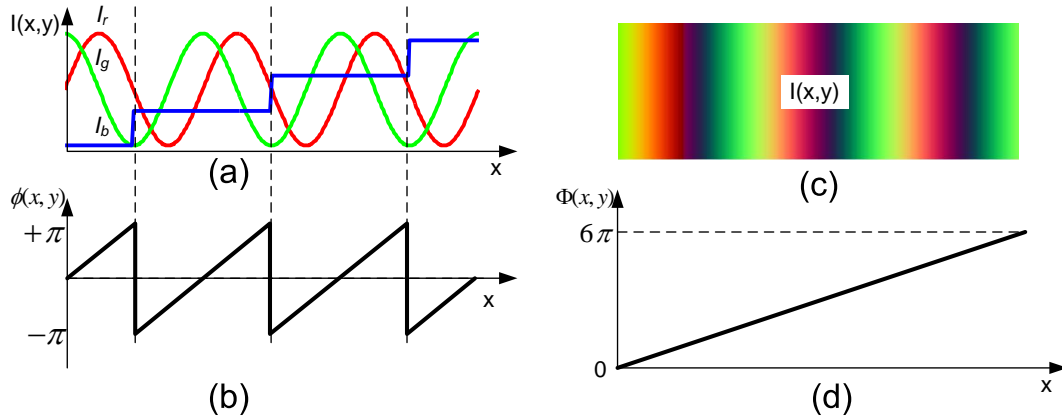 I(x,y)
I_r
I_g
I_b
x
(a)
I(x,y)
(c)
ϕ(x, y)
+π
−π
x
(b)
Φ(x, y)
6π
0
x
(d)